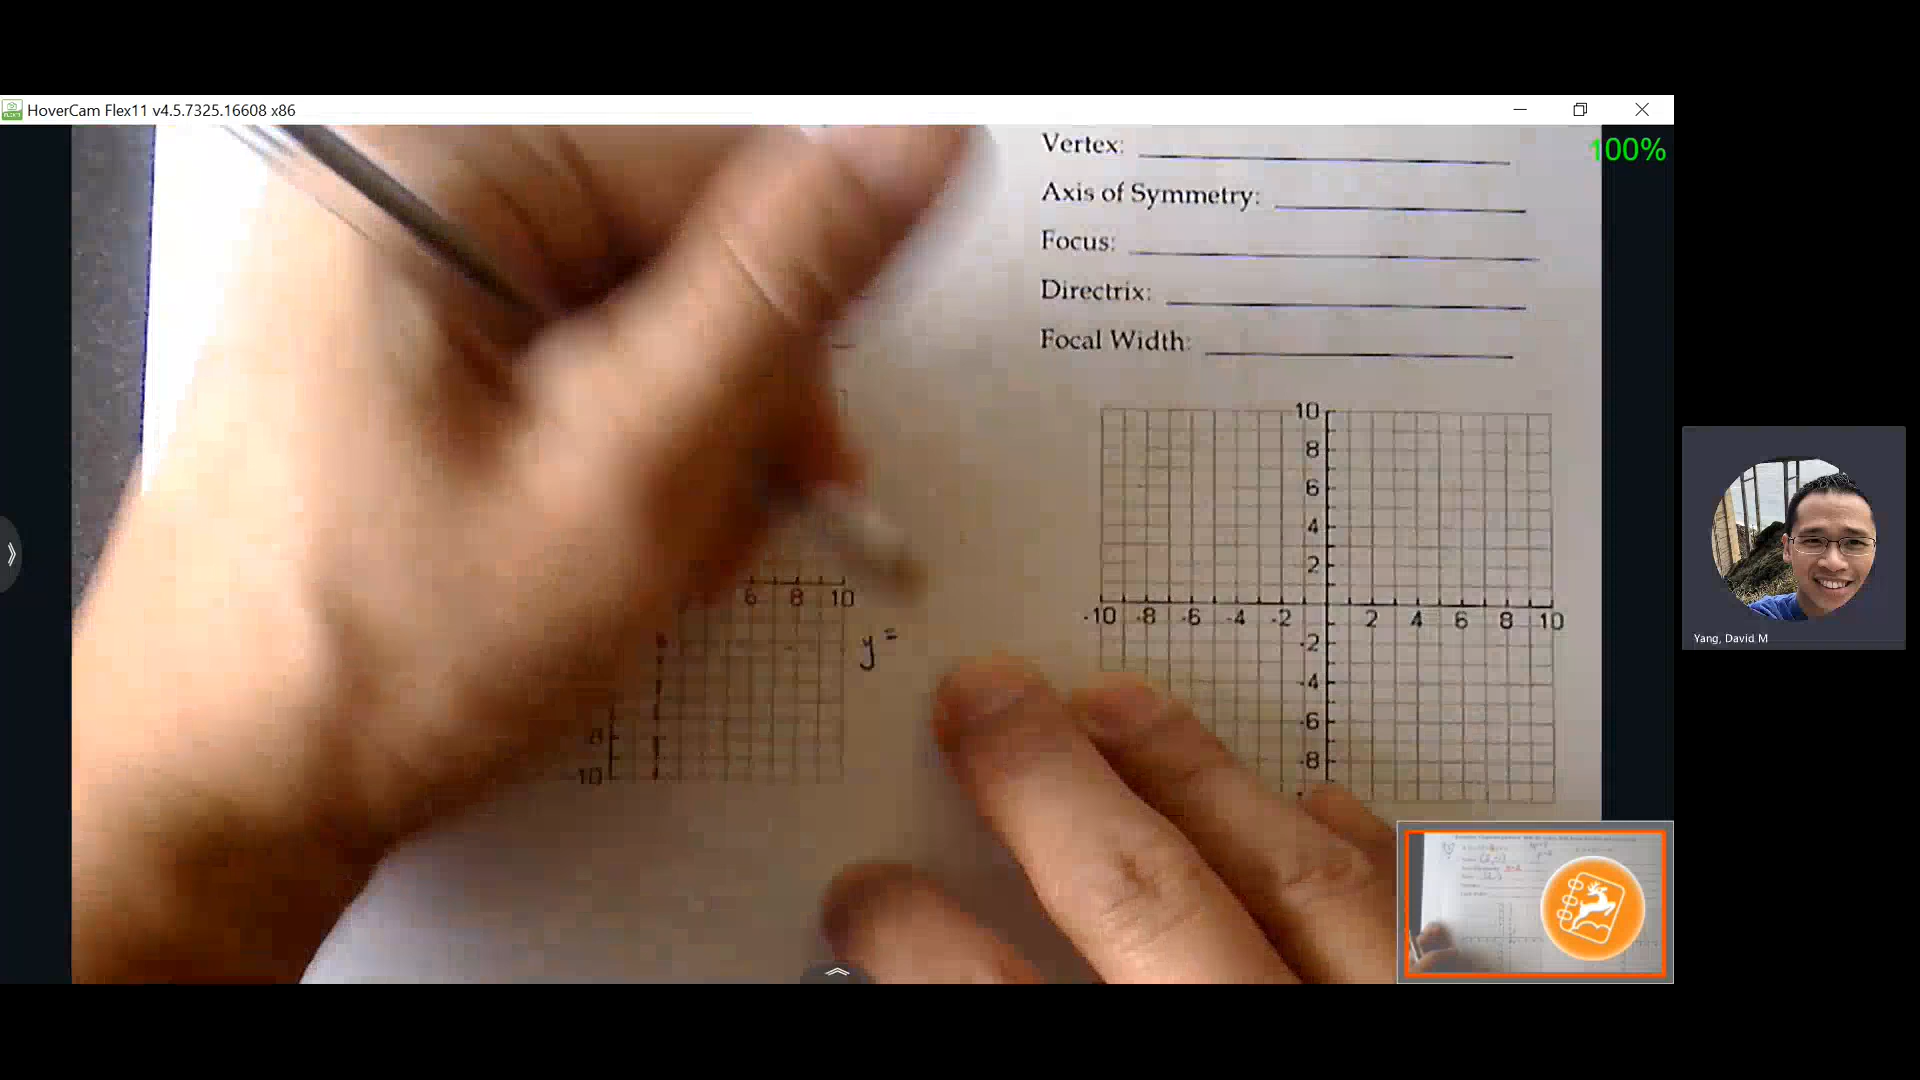 HoverCam Flex11 v4.5.7325.16608 x86
100%
Vertex:
Axis of Symmetry:
Focus:
Directrix:
Focal Width:
10
8
6
4
2
-10 -8 -6 -4 -2 2 4 6 8 10
-2
-4
-6
-8
6 8 10
y =
8
-10
Yang, David M